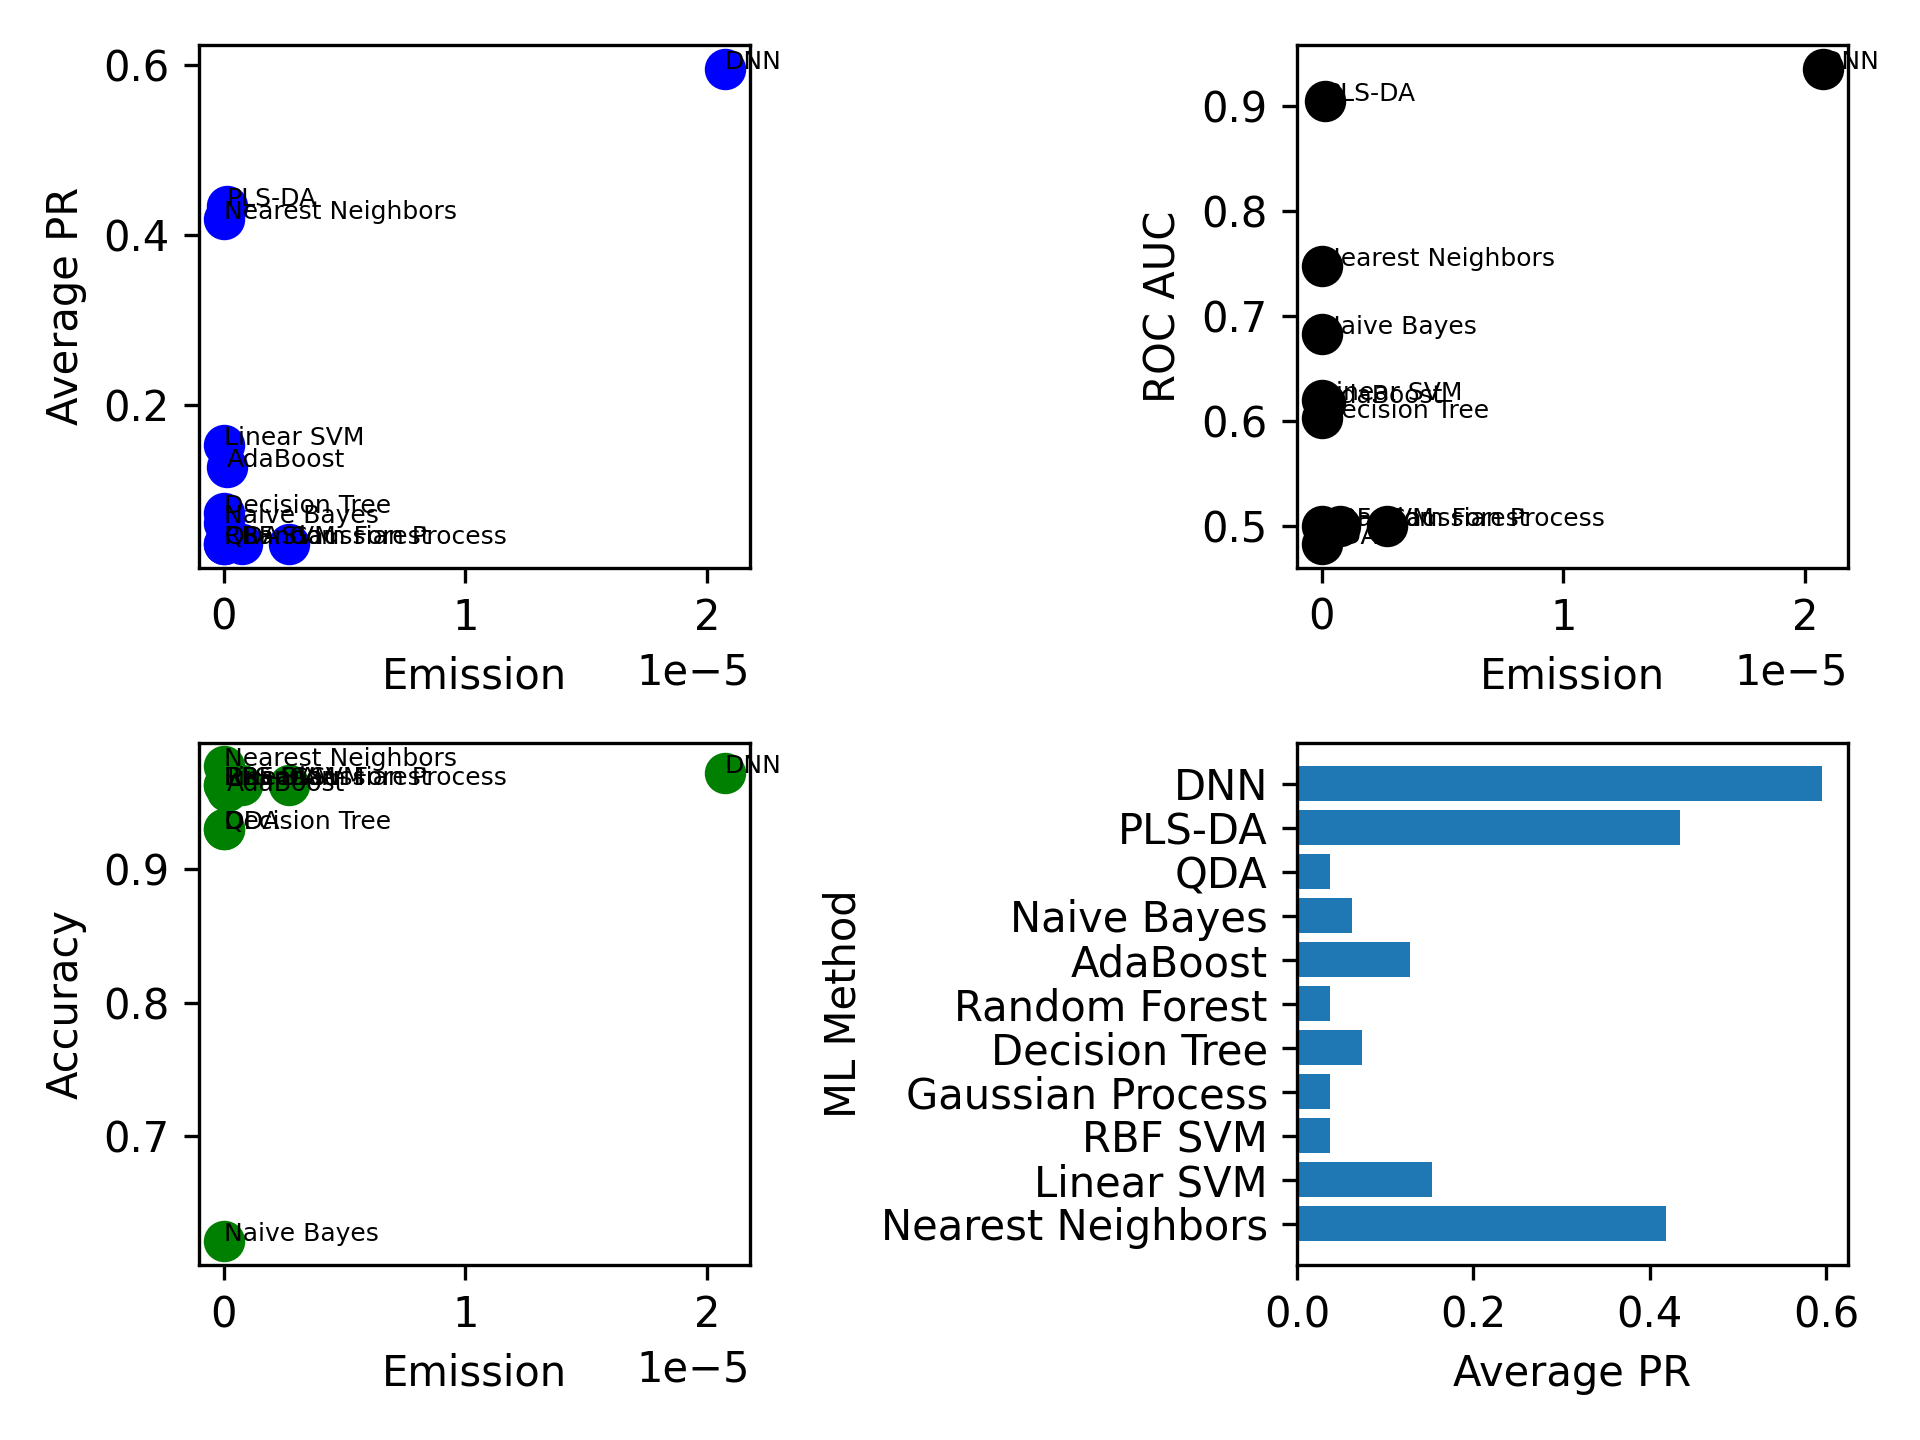 0.6
0.4
0.2
Average PR
DNN
PLS-DA
Nearest Neighbors
Linear SVM
AdaBoost
Decision Tree
Naive Bayes
Process
0 1 2
Emission
1e−5
0.9
0.8
0.7
0.6
0.5
ROC AUC
Neighbors
Bayes
SVM
Tree
Process
0 1 2
Emission
1e−5
0.9
0.8
0.7
Accuracy
Nearest Neighbors
DNN
Process
AdaBoost
Tree
Naive Bayes
0 1 2
Emission
1e−5
ML Method
DNN
PLS-DA
QDA
Naive Bayes
AdaBoost
Random Forest
Decision Tree
Gaussian Process
RBF SVM
Linear SVM
Nearest Neighbors
0.0 0.2 0.4 0.6
Average PR